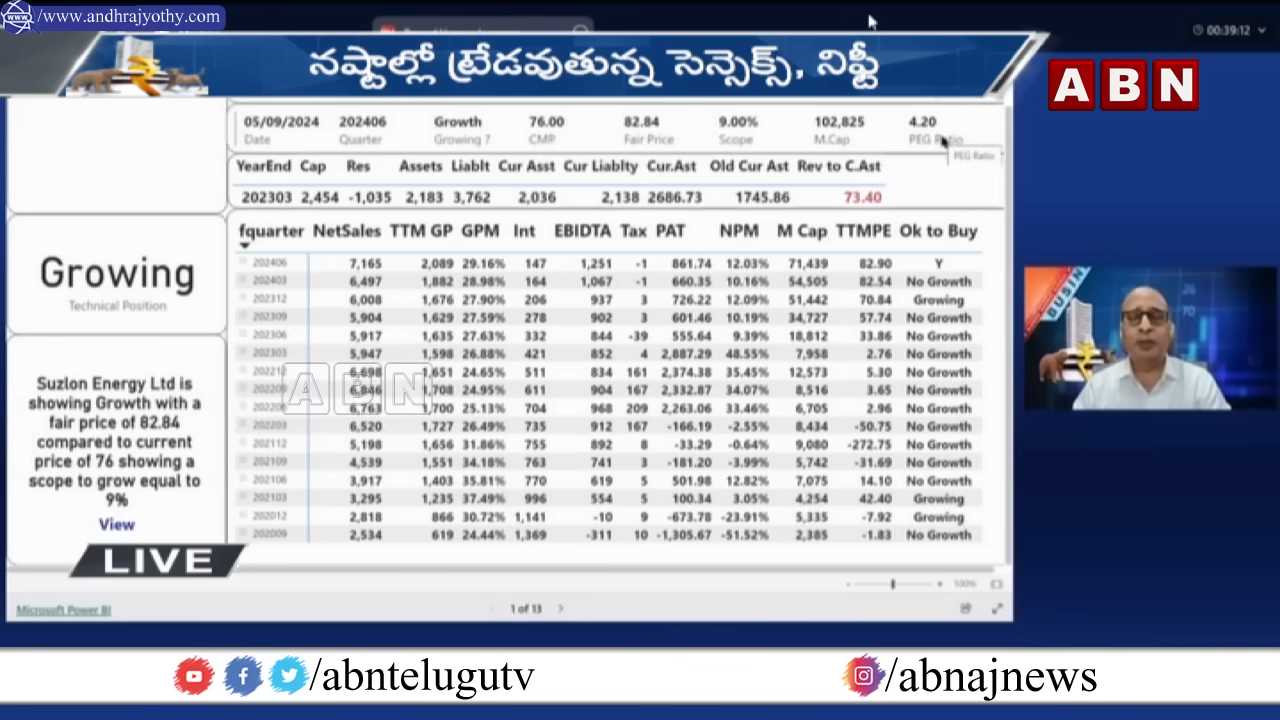 /www.andhrajyothy.com
00:39:12
నష్టాల్లో ట్రేడవుతున్న సెన్సెక్స్, నిఫ్టీ
ABN
05/09/2024 202406 Growth 76.00 82.84 9.00% 102,825 4.20
Date Quarter Growing ? CMP Fair Price Scope M.Cap PEG Ratio
PEG Ratio
YearEnd Cap Res Assets Liablt Cur Asst Cur Liablty Cur.Ast Old Cur Ast Rev to C.Ast
202303 2,454 -1,035 2,183 3,762 2,036 2,138 2686.73 1745.86 73.40
fquarter NetSales TTM GP GPM Int EBIDTA Tax PAT NPM M Cap TTMPE Ok to Buy
202406 7,165 2,089 29.16% 147 1,251 -1 861.74 12.03% 71,439 82.90 Y
202403 6,497 1,882 28.98% 164 1,067 -1 660.35 10.16% 54,505 82.54 No Growth
202312 6,008 1,676 27.90% 206 937 3 726.22 12.09% 51,442 70.84 Growing
202309 5,904 1,629 27.59% 278 902 3 601.46 10.19% 34,727 57.74 No Growth
202306 5,917 1,635 27.63% 332 844 -39 555.64 9.39% 18,812 33.86 No Growth
202303 5,947 1,598 26.88% 421 852 4 2,887.29 48.55% 7,958 2.76 No Growth
202212 6,698 1,651 24.65% 511 834 161 2,374.38 35.45% 12,573 5.30 No Growth
1,708 24.95% 611 904 167 2,332.87 34.07% 8,516 3.65 No Growth
6,763 1,700 25.13% 704 968 209 2,263.06 33.46% 6,705 2.96 No Growth
202203 6,520 1,727 26.49% 735 912 167 -166.19 -2.55% 8,434 -50.75 No Growth
202112 5,198 1,656 31.86% 755 892 8 -33.29 -0.64% 9,080 -272.75 No Growth
202109 4,539 1,551 34.18% 763 741 3 -181.20 -3.99% 5,742 -31.69 No Growth
202106 3,917 1,403 35.81% 770 619 5 501.98 12.82% 7,075 14.10 No Growth
202103 3,295 1,235 37.49% 996 554 5 100.34 3.05% 4,254 42.40 Growing
202012 2,818 866 30.72% 1,141 -10 9 -673.78 -23.91% 5,335 -7.92 Growing
202009 2,534 619 24.44% 1,369 -311 10 -1,305.67 -51.52% 2,385 -1.83 No Growth
ABN
Growing
Technical Position
Suzlon Energy Ltd is
showing Growth with a
fair price of 82.84
compared to current
price of 76 showing a
scope to grow equal to
9%
View
LIVE
100%
Microsoft Power BI
1 of 13
/abntelugutv
/abnajnews